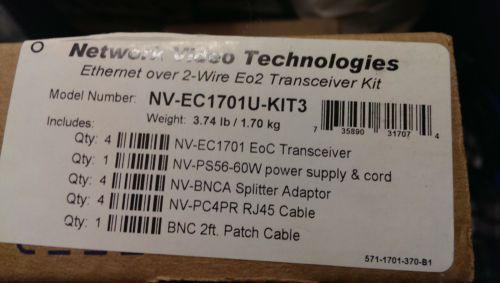 Network Video Technologies
Ethernet over 2-Wire Eo2 Transceiver Kit
Model Number: NV-EC1701U-KIT3
Weight: 3.74 lb / 1.70 kg
7 35890 31707 4
Includes:
Qty: 4 NV-EC1701 EoC Transceiver
Qty: 1 NV-PS56-60W power supply & cord
Qty: 4 NV-BNCA Splitter Adaptor
Qty: 4 NV-PC4PR RJ45 Cable
Qty: 1 BNC 2ft. Patch Cable
571-1701-370-B1